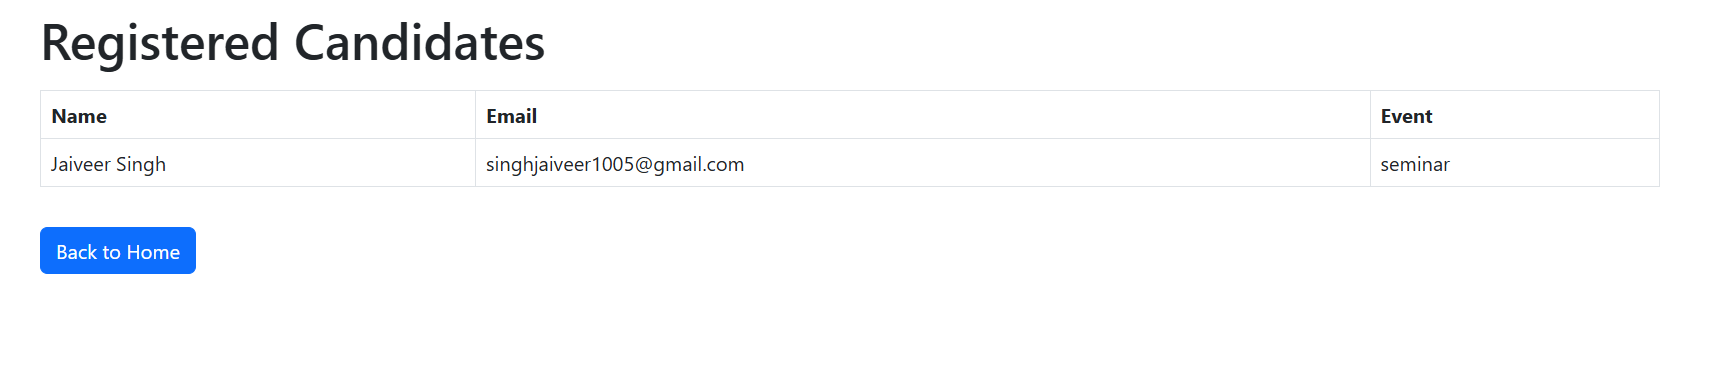 Registered Candidates
Name Email Event
Jaiveer Singh singhjaiveer1005@gmail.com seminar
Back to Home